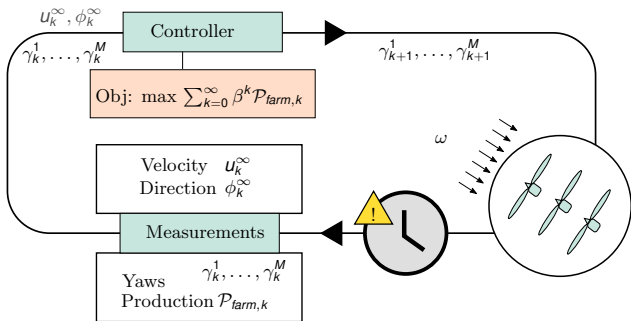 u_k^∞, ϕ_k^∞
γ_k^1, . . . , γ_k^M
Controller
γ_{k+1}^1, . . . , γ_{k+1}^M
Obj: max ∑_{k=0}^∞ β^k 𝒫_{farm,k}
ω
Velocity u_k^∞
Direction ϕ_k^∞
!
Measurements
Yaws γ_k^1, . . . , γ_k^M
Production 𝒫_{farm,k}